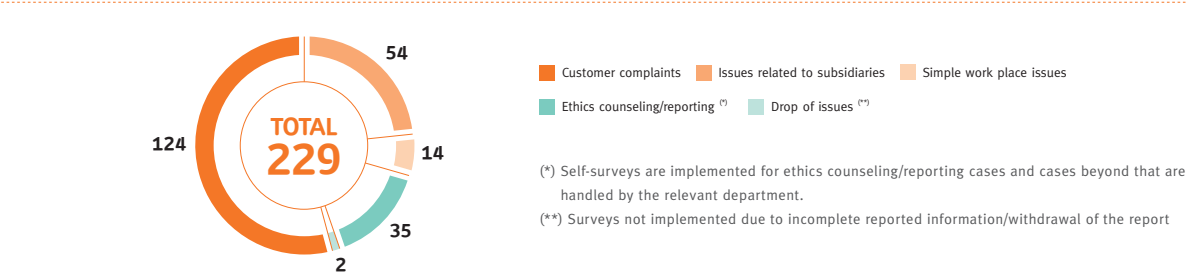 54
124
TOTAL
229
14
35
2
Customer complaints Issues related to subsidiaries Simple work place issues
Ethics counseling/reporting (*) Drop of issues (**)
(*) Self-surveys are implemented for ethics counseling/reporting cases and cases beyond that are
handled by the relevant department.
(**) Surveys not implemented due to incomplete reported information/withdrawal of the report